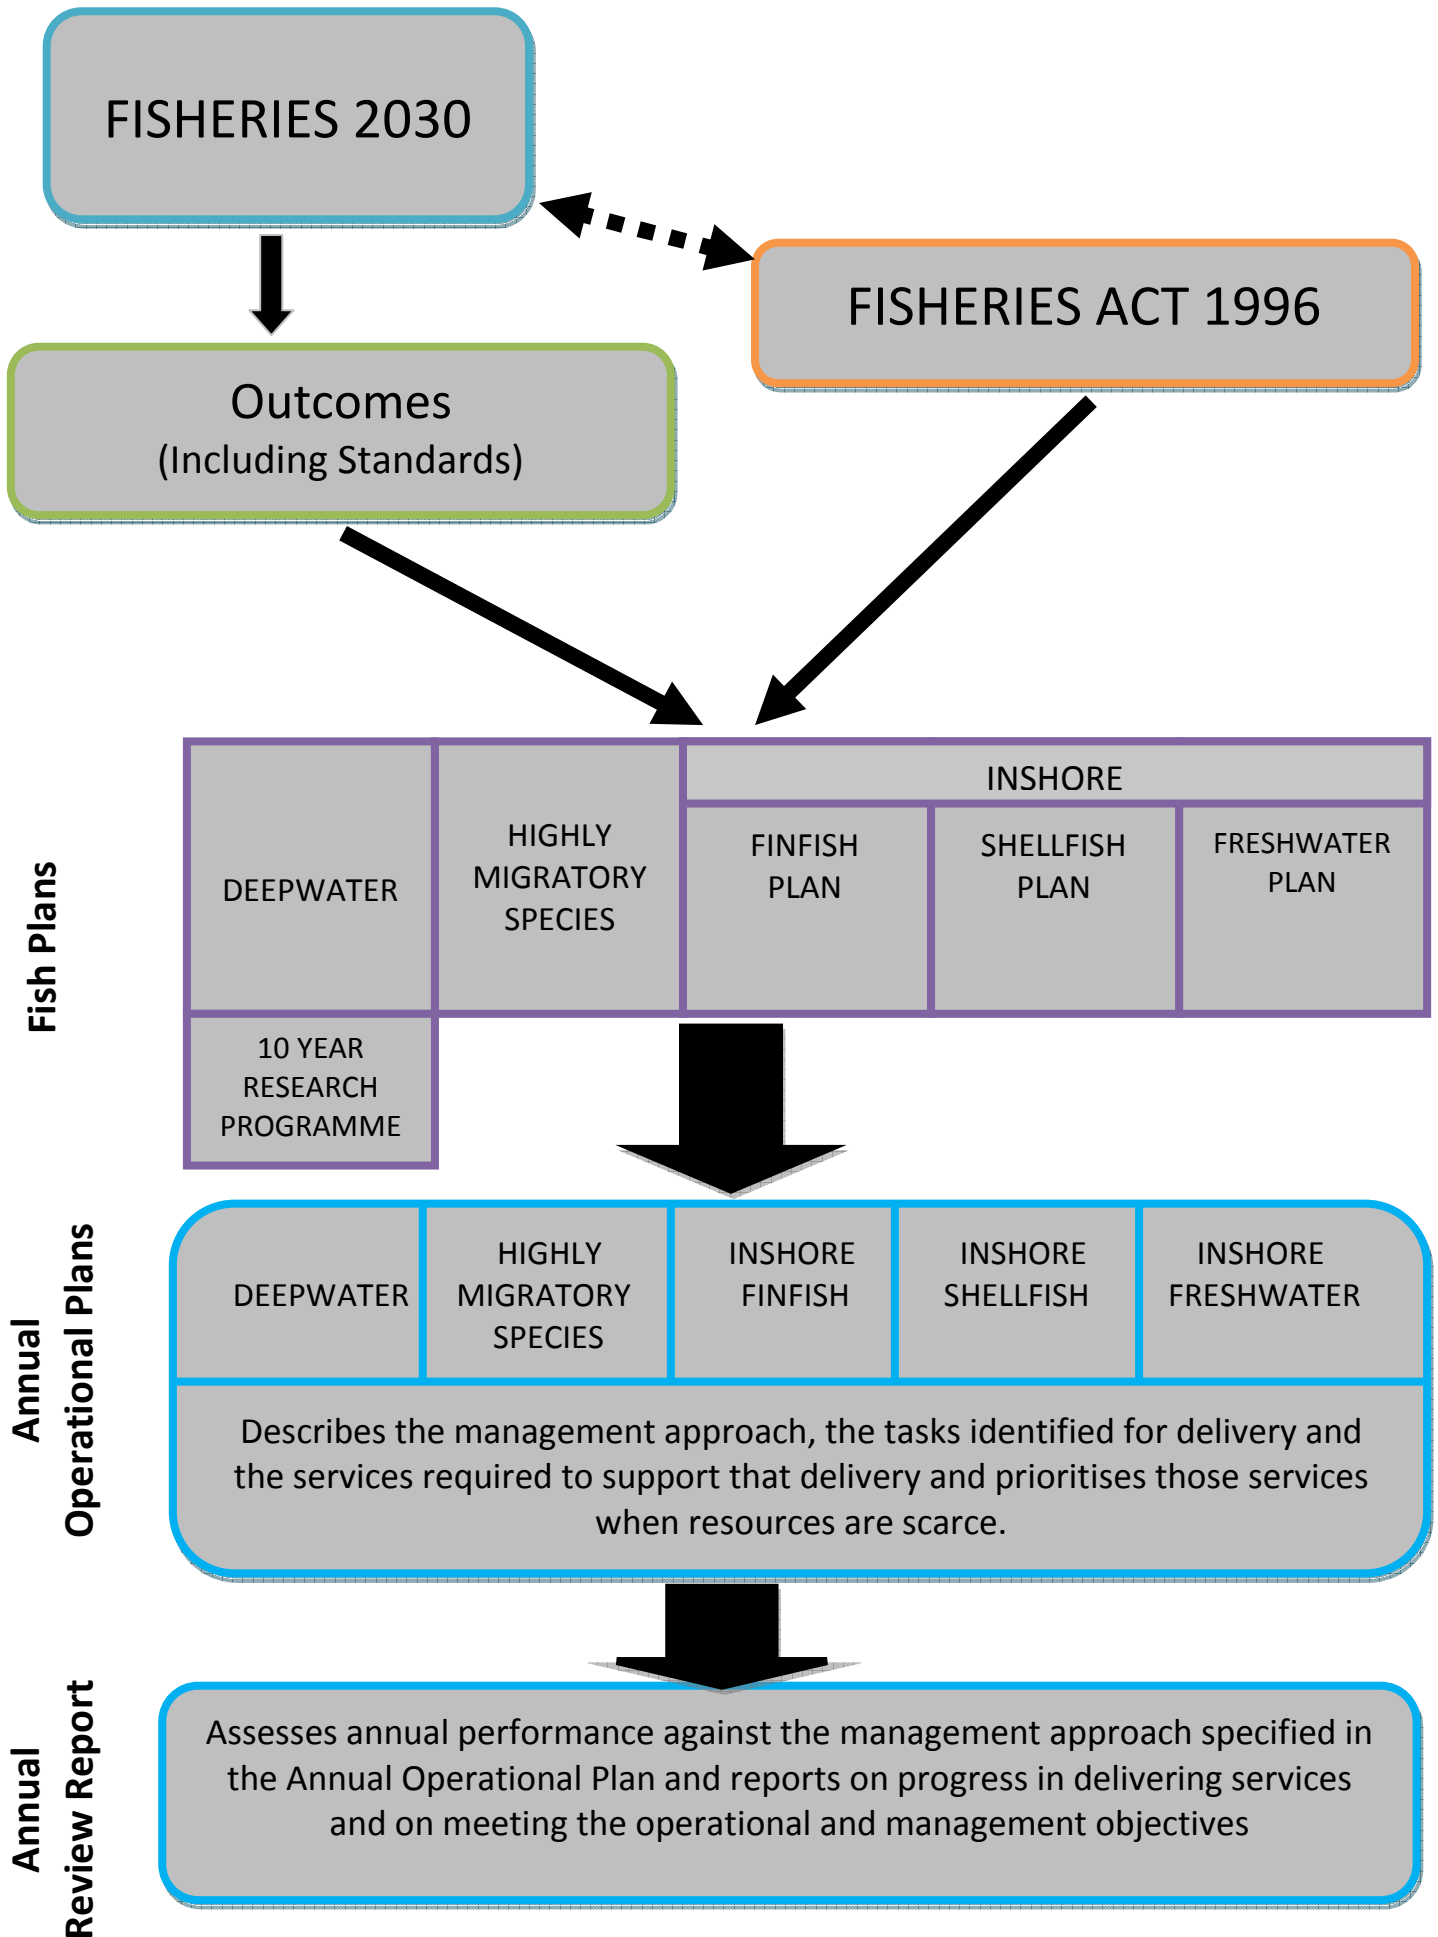 FISHERIES 2030
FISHERIES ACT 1996
Outcomes
(Including Standards)
Fish Plans
DEEPWATER
HIGHLY
MIGRATORY
SPECIES
INSHORE
FINFISH
PLAN
SHELLFISH
PLAN
FRESHWATER
PLAN
10 YEAR
RESEARCH
PROGRAMME
Annual
Operational Plans
DEEPWATER
HIGHLY
MIGRATORY
SPECIES
INSHORE
FINFISH
INSHORE
SHELLFISH
INSHORE
FRESHWATER
Describes the management approach, the tasks identified for delivery and
the services required to support that delivery and prioritises those services
when resources are scarce.
Annual
Review Report
Assesses annual performance against the management approach specified in
the Annual Operational Plan and reports on progress in delivering services
and on meeting the operational and management objectives